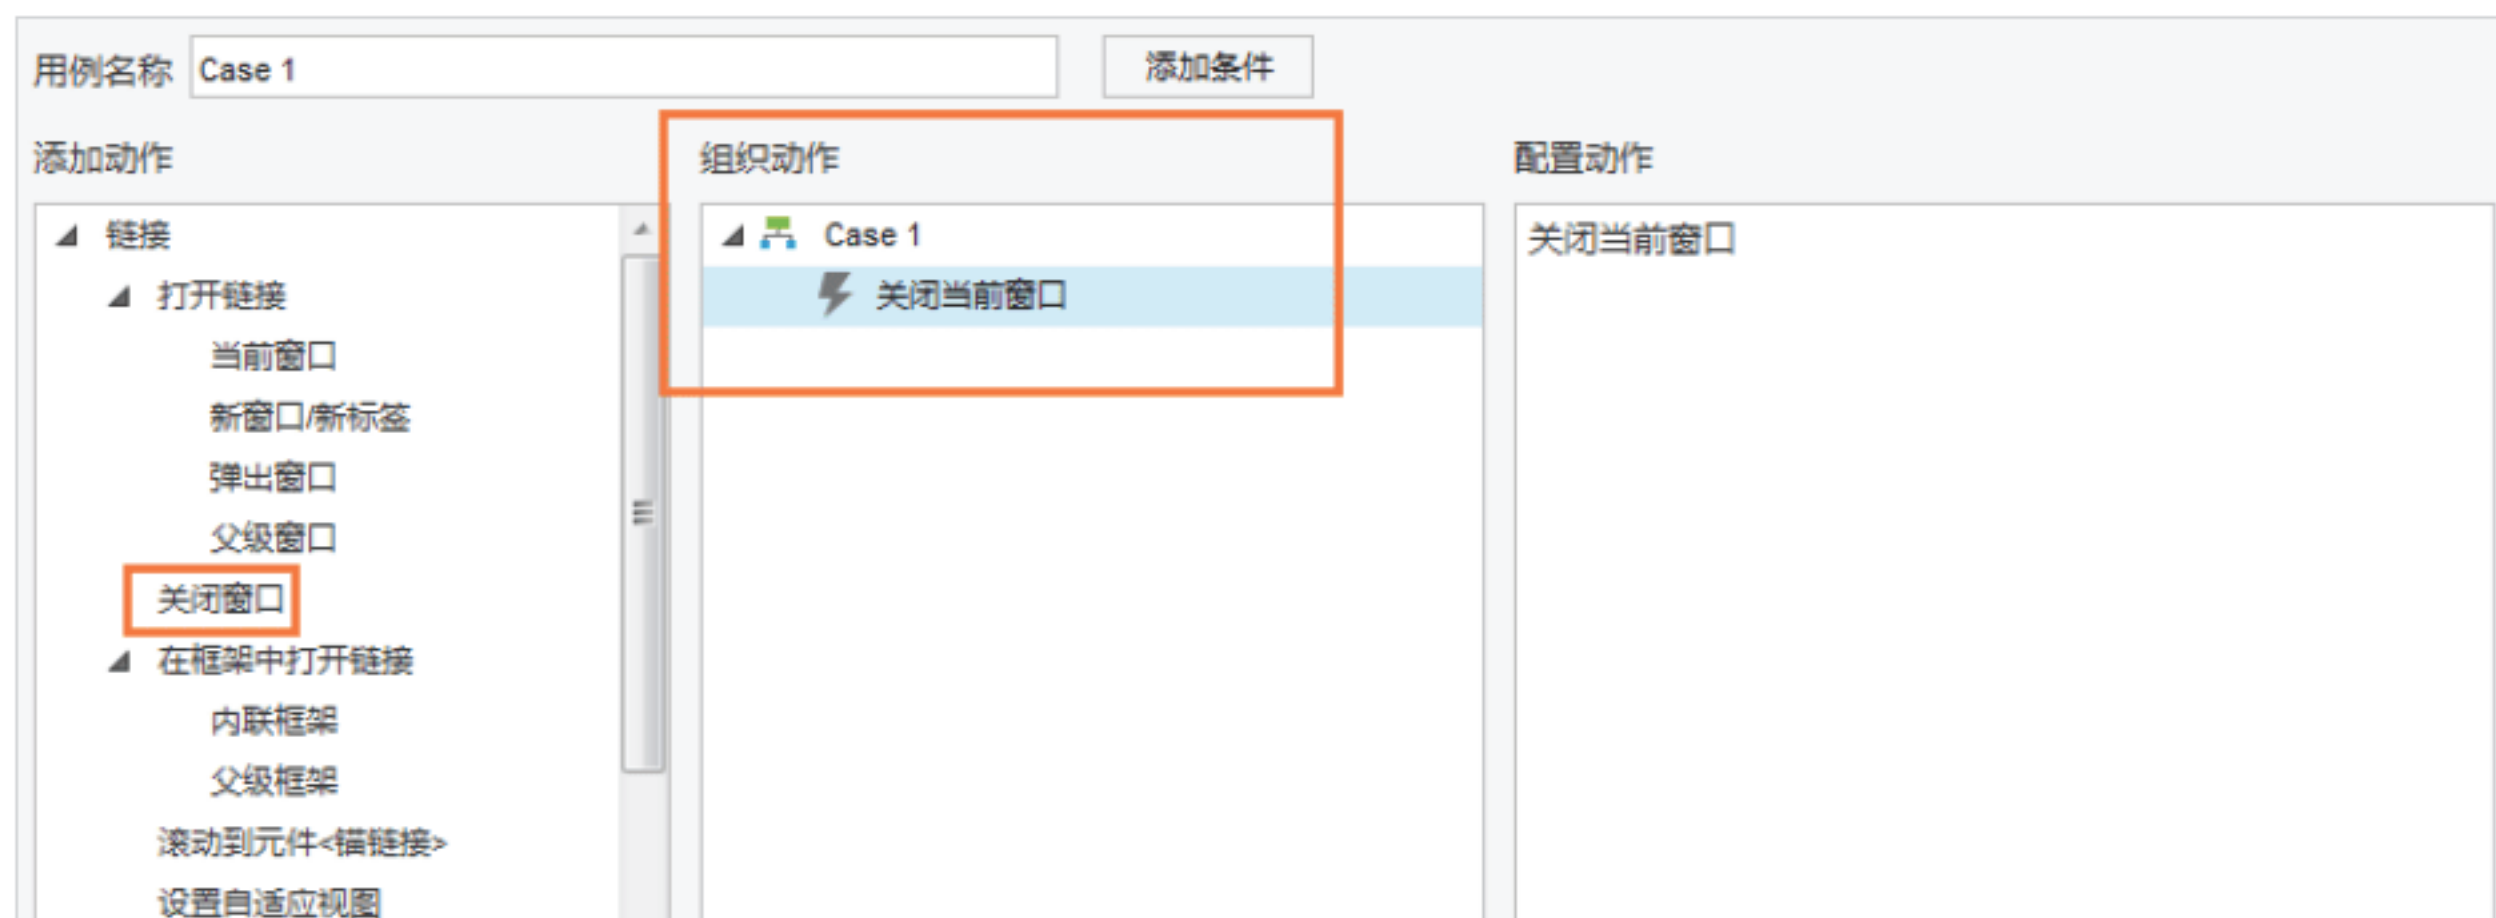 用例名称 Case 1 添加条件
添加动作
链接
打开链接
当前窗口
新窗口/新标签
弹出窗口
父级窗口
关闭窗口
在框架中打开链接
内联框架
父级框架
滚动到元件<锚链接>
设置自适应视图
组织动作
Case 1
关闭当前窗口
配置动作
关闭当前窗口